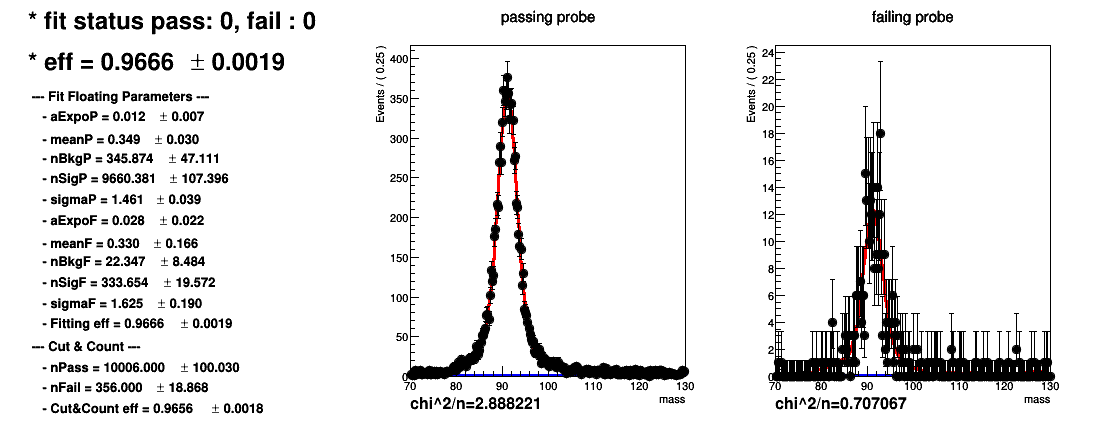 * fit status pass: 0, fail : 0
* eff = 0.9666 ± 0.0019
--- Fit Floating Parameters ---
- aExpoP = 0.012 ± 0.007
- meanP = 0.349 ± 0.030
- nBkgP = 345.874 ± 47.111
- nSigP = 9660.381 ± 107.396
- sigmaP = 1.461 ± 0.039
- aExpoF = 0.028 ± 0.022
- meanF = 0.330 ± 0.166
- nBkgF = 22.347 ± 8.484
- nSigF = 333.654 ± 19.572
- sigmaF = 1.625 ± 0.190
- Fitting eff = 0.9666 ± 0.0019
--- Cut & Count ---
- nPass = 10006.000 ± 100.030
- nFail = 356.000 ± 18.868
- Cut&Count eff = 0.9656 ± 0.0018
passing probe
Events / ( 0.25 )
400
350
300
250
200
150
100
50
0
70 80 90 100 110 120 130
mass
chi^2/n=2.888221
failing probe
Events / ( 0.25 )
24
22
20
18
16
14
12
10
8
6
4
2
0
70 80 90 100 110 120 130
mass
chi^2/n=0.707067